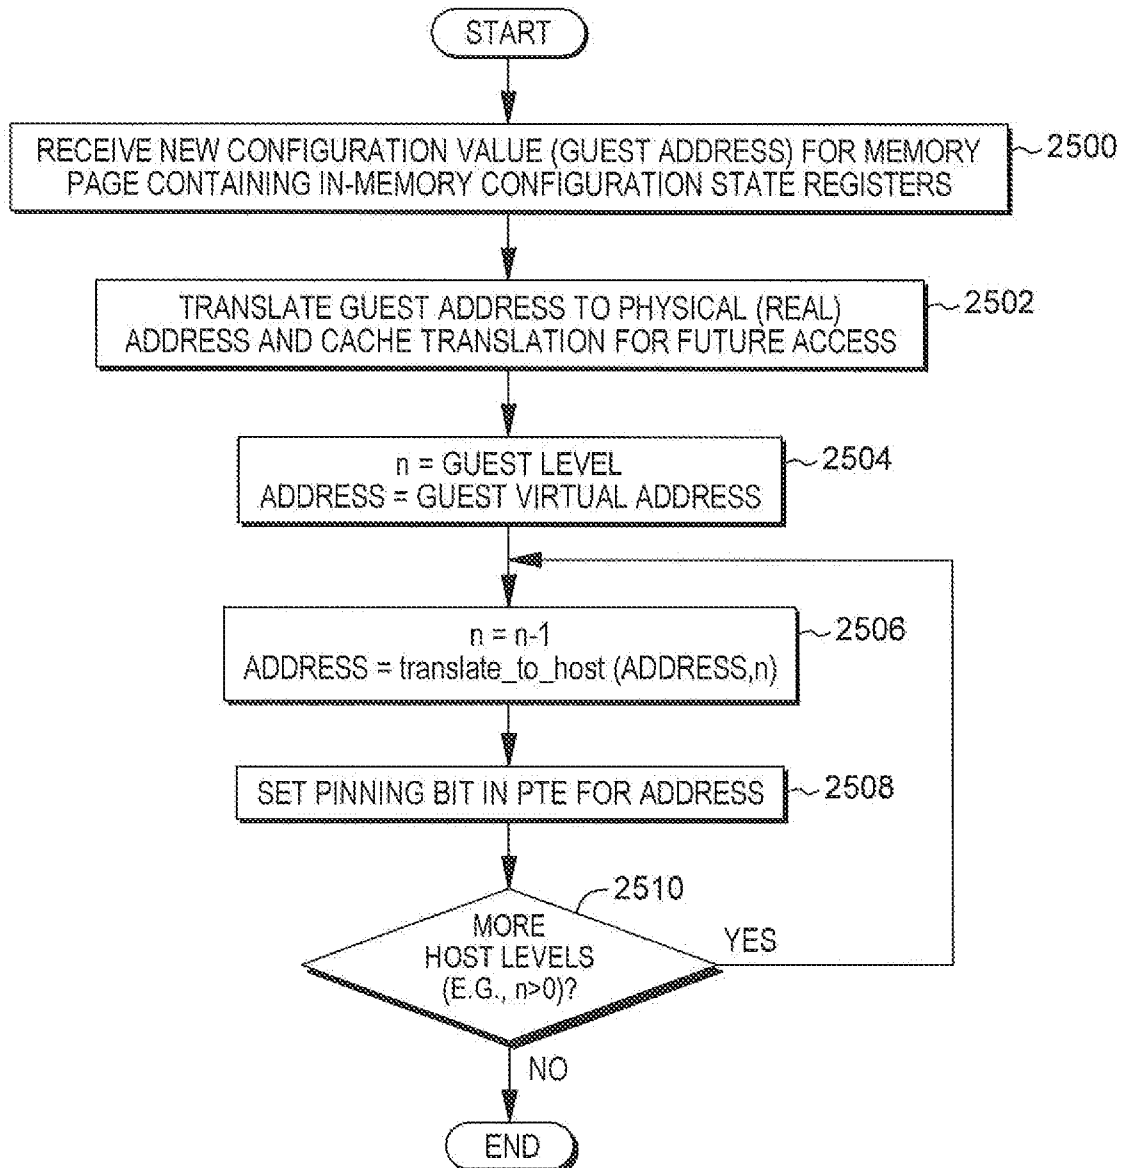 START
RECEIVE NEW CONFIGURATION VALUE (GUEST ADDRESS) FOR MEMORY
PAGE CONTAINING IN-MEMORY CONFIGURATION STATE REGISTERS
2500
TRANSLATE GUEST ADDRESS TO PHYSICAL (REAL)
ADDRESS AND CACHE TRANSLATION FOR FUTURE ACCESS
2502
n = GUEST LEVEL
ADDRESS = GUEST VIRTUAL ADDRESS
2504
n = n-1
ADDRESS = translate_to_host (ADDRESS,n)
2506
SET PINNING BIT IN PTE FOR ADDRESS
2508
2510
MORE
HOST LEVELS
(E.G., n>0)?
YES
NO
END